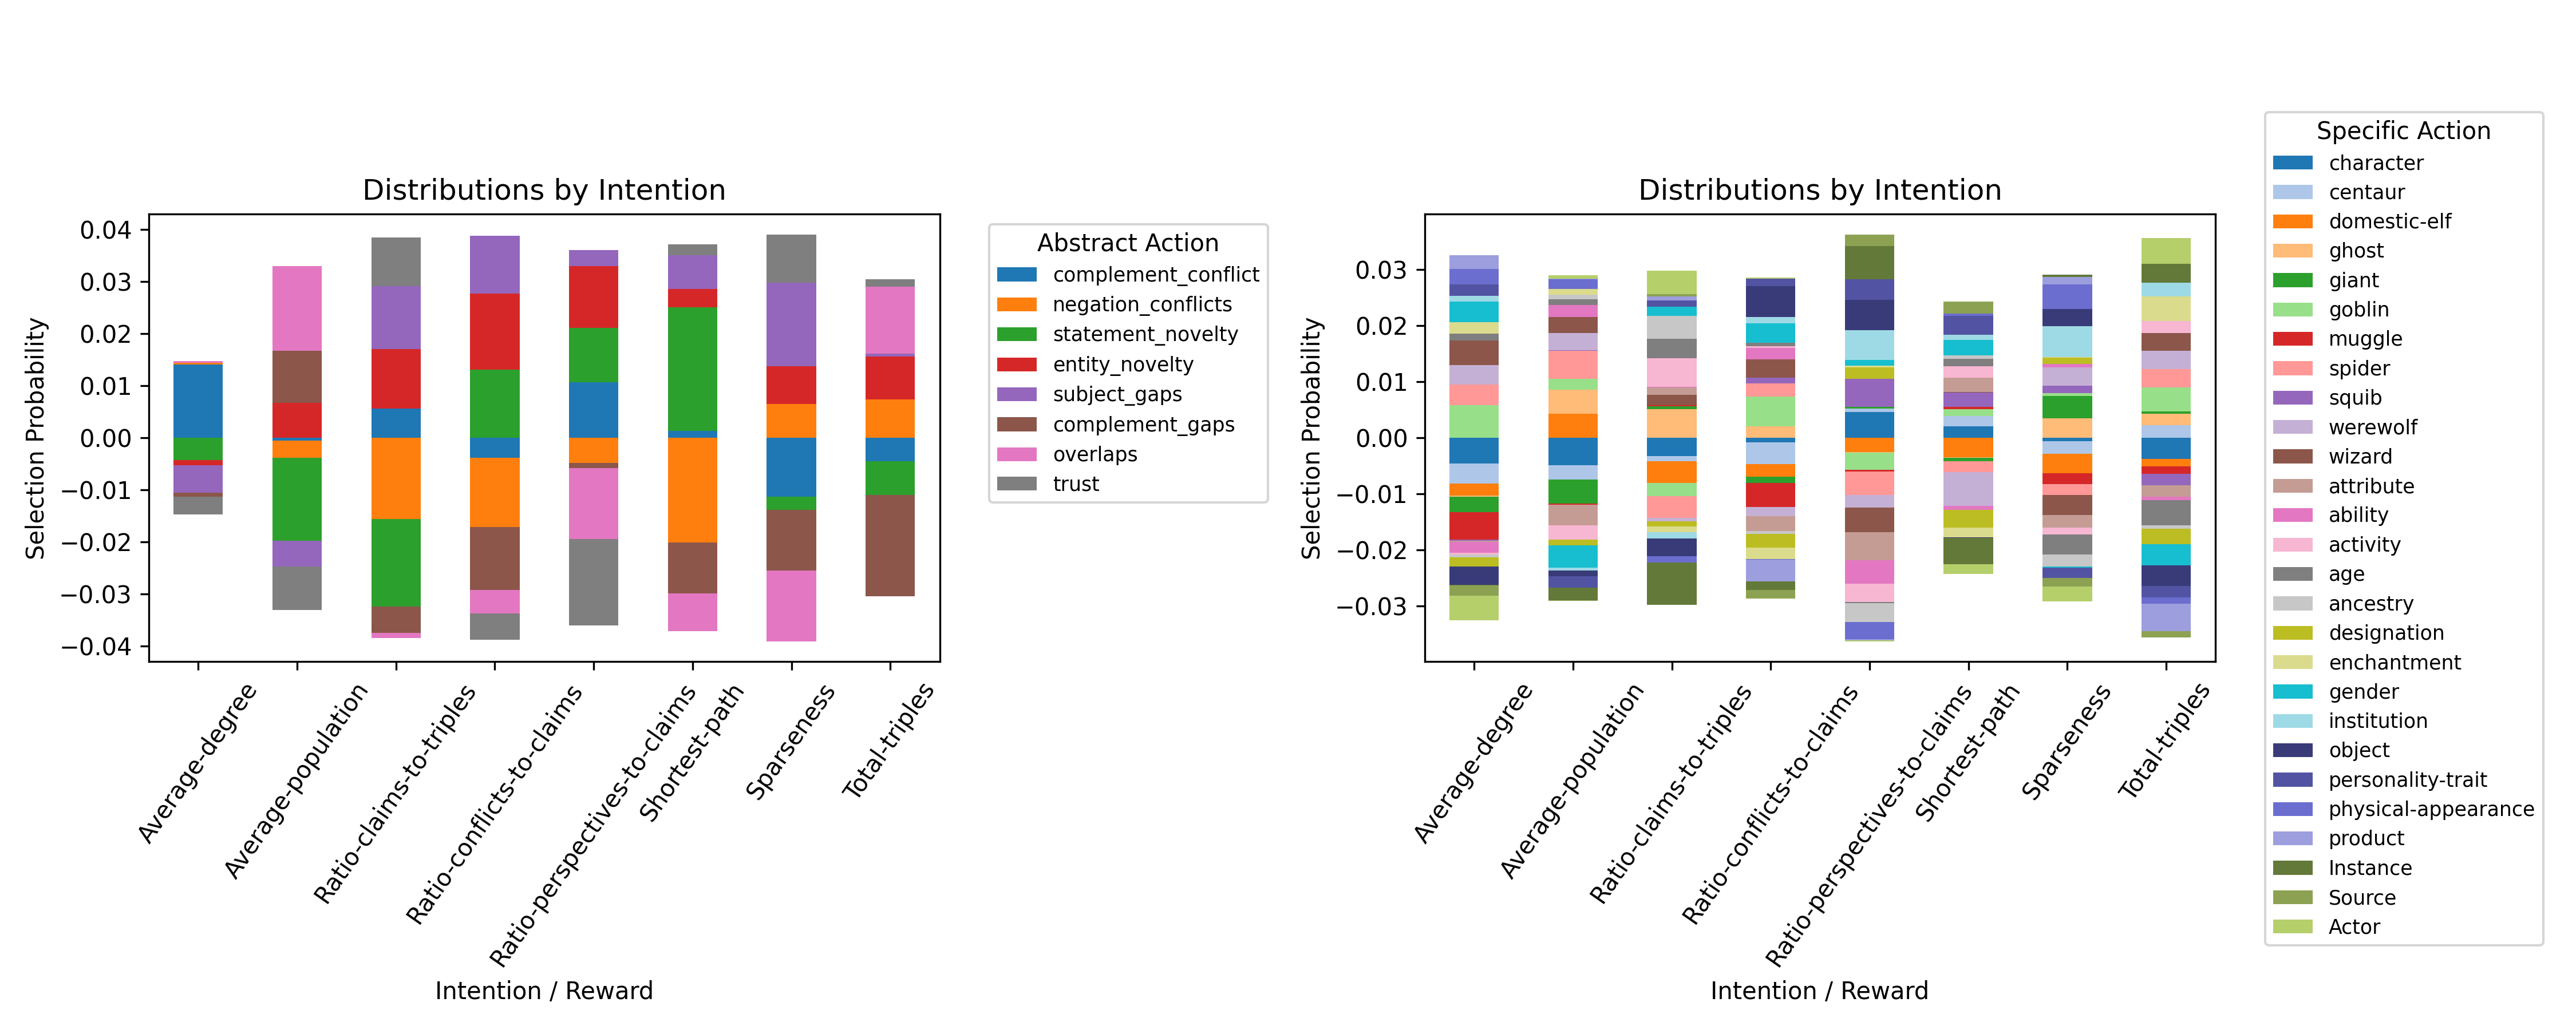 Distributions by Intention
0.04
0.03
0.02
0.01
0.00
−0.01
−0.02
−0.03
−0.04
Selection Probability
Average-degree
Average-population
Ratio-claims-to-triples
Ratio-conflicts-to-claims
Ratio-perspectives-to-claims
Shortest-path
Sparseness
Total-triples
Intention / Reward
Abstract Action
complement_conflict
negation_conflicts
statement_novelty
entity_novelty
subject_gaps
complement_gaps
overlaps
trust
Distributions by Intention
0.03
0.02
0.01
0.00
−0.01
−0.02
−0.03
Selection Probability
Average-degree
Average-population
Ratio-claims-to-triples
Ratio-conflicts-to-claims
Ratio-perspectives-to-claims
Shortest-path
Sparseness
Total-triples
Intention / Reward
Specific Action
character
centaur
domestic-elf
ghost
giant
goblin
muggle
spider
squib
werewolf
wizard
attribute
ability
activity
age
ancestry
designation
enchantment
gender
institution
object
personality-trait
physical-appearance
product
Instance
Source
Actor